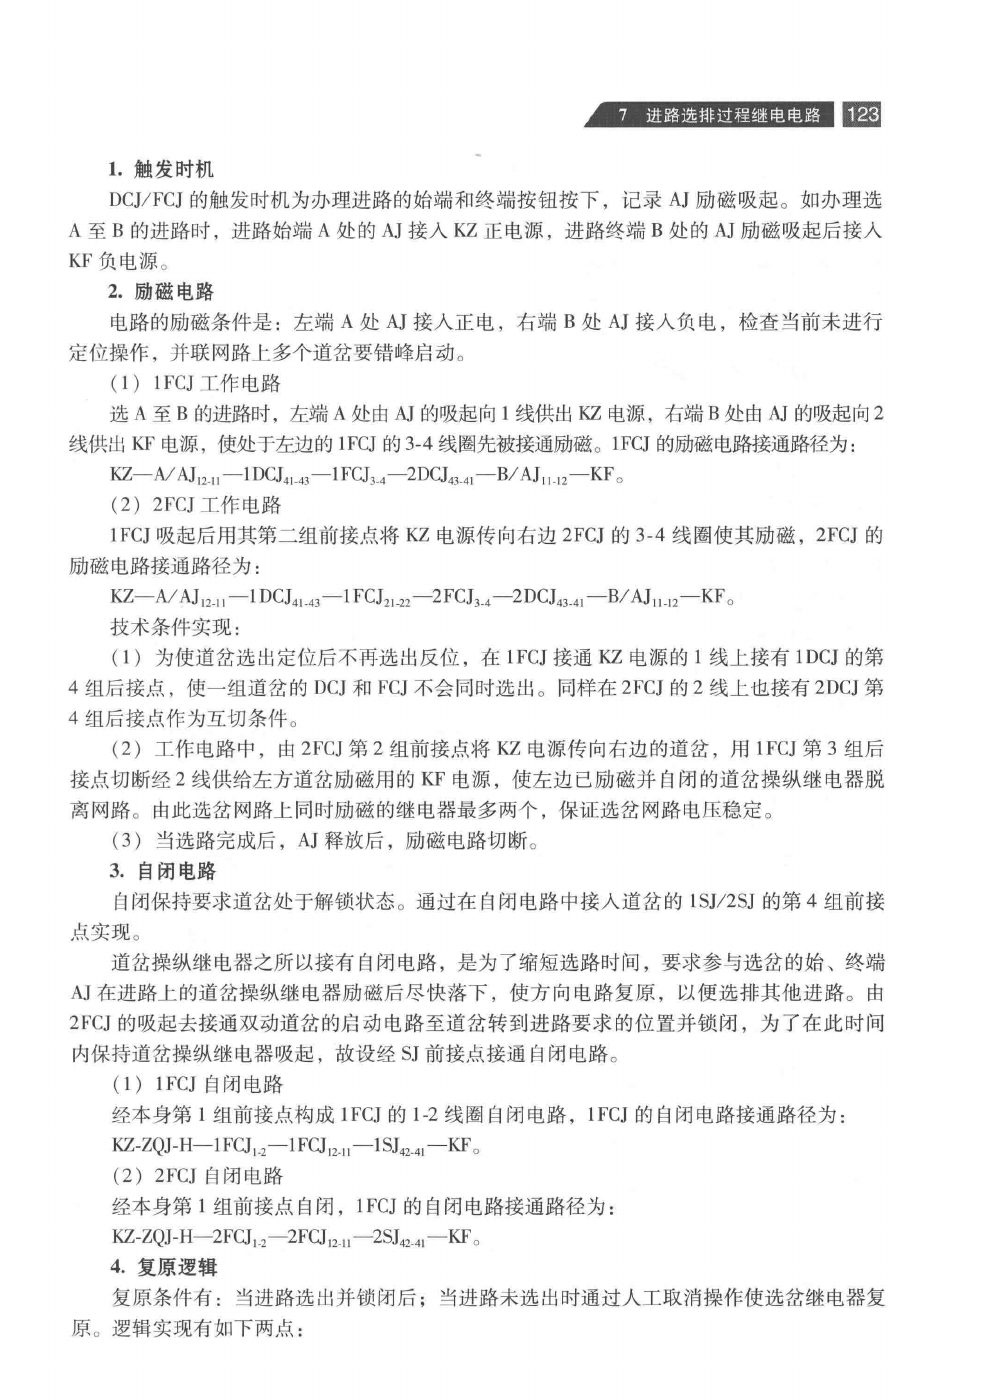 7 进路选排过程继电电路 123
1. 触发时机
DCJ/FCJ 的触发时机为办理进路的始端和终端按钮按下，记录 AJ 励磁吸起。如办理选
A 至 B 的进路时，进路始端 A 处的 AJ 接入 KZ 正电源，进路终端 B 处的 AJ 励磁吸起后接入
KF 负电源。
2. 励磁电路
电路的励磁条件是：左端 A 处 AJ 接入正电，右端 B 处 AJ 接入负电，检查当前未进行
定位操作，并联网路上多个道岔要错峰启动。
（1）1FCJ 工作电路
选 A 至 B 的进路时，左端 A 处由 AJ 的吸起向 1 线供出 KZ 电源，右端 B 处由 AJ 的吸起向 2
线供出 KF 电源，使处于左边的 1FCJ 的 3-4 线圈先被接通励磁。1FCJ 的励磁电路接通路径为：
KZ—A/AJ12-11—1DCJ41-43—1FCJ3-4—2DCJ43-41—B/AJ11-12—KF。
（2）2FCJ 工作电路
1FCJ 吸起后用其第二组前接点将 KZ 电源传向右边 2FCJ 的 3-4 线圈使其励磁，2FCJ 的
励磁电路接通路径为：
KZ—A/AJ12-11—1DCJ41-43—1FCJ21-22—2FCJ3-4—2DCJ43-41—B/AJ11-12—KF。
技术条件实现：
（1）为使道岔选出定位后不再选出反位，在 1FCJ 接通 KZ 电源的 1 线上接有 1DCJ 的第
4 组后接点，使一组道岔的 DCJ 和 FCJ 不会同时选出。同样在 2FCJ 的 2 线上也接有 2DCJ 第
4 组后接点作为互切条件。
（2）工作电路中，由 2FCJ 第 2 组前接点将 KZ 电源传向右边的道岔，用 1FCJ 第 3 组后
接点切断经 2 线供给左方道岔励磁用的 KF 电源，使左边已励磁并自闭的道岔操纵继电器脱
离网路。由此选岔网路上同时励磁的继电器最多两个，保证选岔网路电压稳定。
（3）当选路完成后，AJ 释放后，励磁电路切断。
3. 自闭电路
自闭保持要求道岔处于解锁状态。通过在自闭电路中接入道岔的 1SJ/2SJ 的第 4 组前接
点实现。
道岔操纵继电器之所以接有自闭电路，是为了缩短选路时间，要求参与选岔的始、终端
AJ 在进路上的道岔操纵继电器励磁后尽快落下，使方向电路复原，以便选排其他进路。由
2FCJ 的吸起去接通双动道岔的启动电路至道岔转到进路要求的位置并锁闭，为了在此时间
内保持道岔操纵继电器吸起，故设经 SJ 前接点接通自闭电路。
（1）1FCJ 自闭电路
经本身第 1 组前接点构成 1FCJ 的 1-2 线圈自闭电路，1FCJ 的自闭电路接通路径为：
KZ-ZQJ-H—1FCJ1-2—1FCJ12-11—1SJ42-41—KF。
（2）2FCJ 自闭电路
经本身第 1 组前接点自闭，1FCJ 的自闭电路接通路径为：
KZ-ZQJ-H—2FCJ1-2—2FCJ12-11—2SJ42-41—KF。
4. 复原逻辑
复原条件有：当进路选出并锁闭后；当进路未选出时通过人工取消操作使选岔继电器复
原。逻辑实现有如下两点：